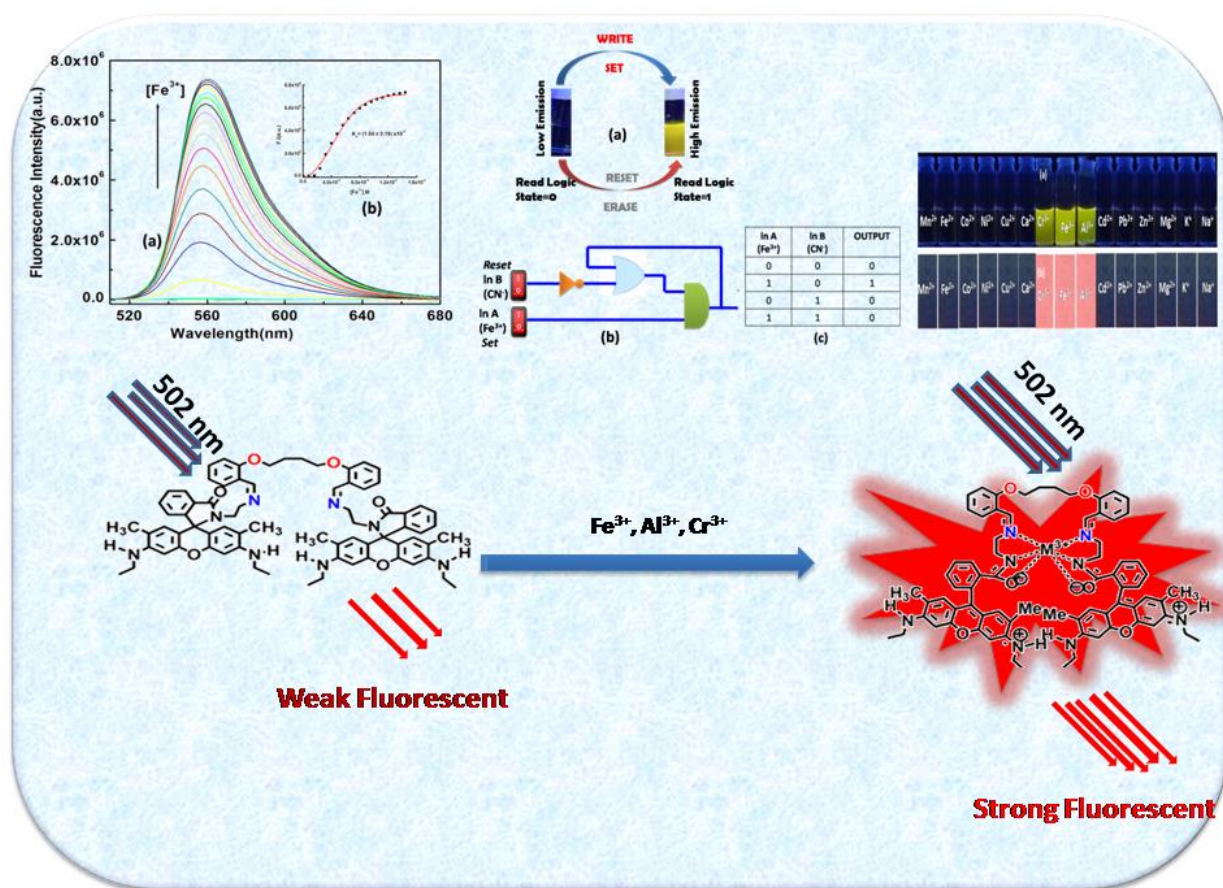 8.0x10⁶
6.0x10⁶
4.0x10⁶
2.0x10⁶
0.0
Fluorescence Intensity(a.u.)
[Fe³⁺]
(a)
(b)
[Fe³⁺]/M
520 560 600 640 680
Wavelength(nm)
WRITE
SET
Low Emission
(a)
High Emission
Read Logic
State=0
RESET
Read Logic
State=1
ERASE
Reset
In B
(CN⁻)
In A
(Fe³⁺)
Set
(b)
In A
(Fe³⁺)
In B
(CN⁻)
OUTPUT
0 0 0
1 0 1
0 1 0
1 1 0
(c)
(a)
Mn²⁺ Fe²⁺ Co²⁺ Ni²⁺ Cu²⁺ Ca²⁺ Cr³⁺ Fe³⁺ Al³⁺ Cd²⁺ Pb²⁺ Zn²⁺ Mg²⁺ K⁺ Na⁺
(b)
Mn²⁺ Fe²⁺ Co²⁺ Ni²⁺ Cu²⁺ Ca²⁺ Cr³⁺ Fe³⁺ Al³⁺ Cd²⁺ Pb²⁺ Zn²⁺ Mg²⁺ K⁺ Na⁺
502 nm
O O
N O N O
N N
CH₃ CH₃ CH₃ CH₃
H-N O N-H
H-N O N-H
Weak Fluorescent
Fe³⁺, Al³⁺, Cr³⁺
502 nm
O O
N M³⁺ N
N N
O O
CH₃ Me Me CH₃
H N O N H H N O N H
Strong Fluorescent